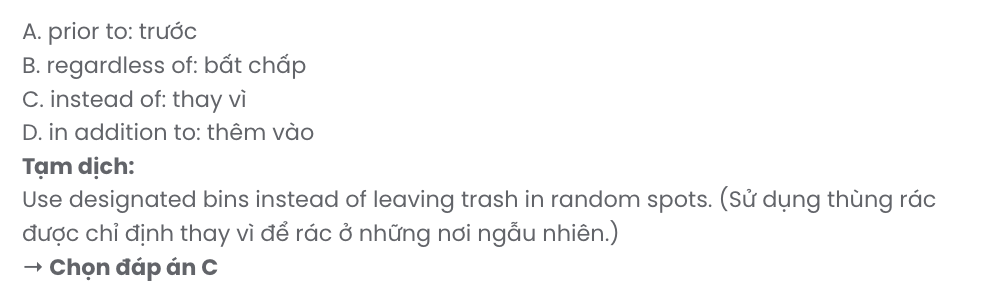 A. prior to: trước
B. regardless of: bất chấp
C. instead of: thay vì
D. in addition to: thêm vào
Tạm dịch:
Use designated bins instead of leaving trash in random spots. (Sử dụng thùng rác
được chỉ định thay vì để rác ở những nơi ngẫu nhiên.)
→ Chọn đáp án C